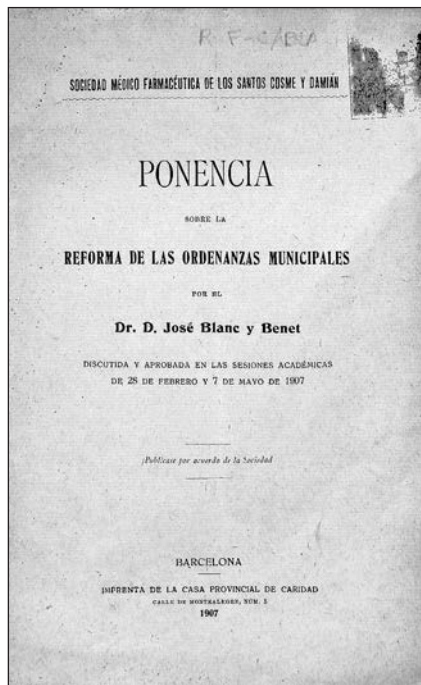 SOCIEDAD MÉDICO FARMACÉUTICA DE LOS SANTOS COSME Y DAMIÁN
PONENCIA
SOBRE LA
REFORMA DE LAS ORDENANZAS MUNICIPALES
POR EL
Dr. D. José Blanc y Benet
DISCUTIDA Y APROBADA EN LAS SESIONES ACADÉMICAS
DE 28 DE FEBRERO Y 7 DE MAYO DE 1907
Publícase por acuerdo de la Sociedad
BARCELONA
IMPRENTA DE LA CASA PROVINCIAL DE CARIDAD
CALLE DE MONTEALEGRE, NÚM. 5
1907